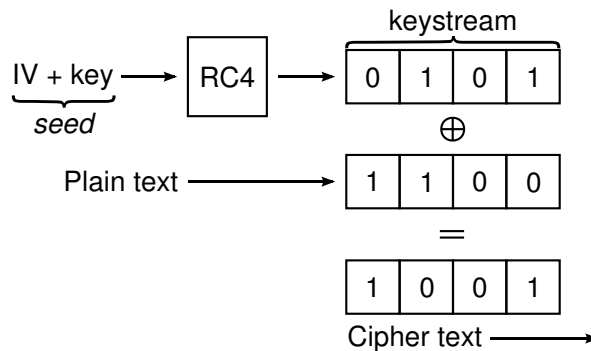 keystream
IV + key RC4 0 1 0 1
seed
⊕
Plain text 1 1 0 0
=
1 0 0 1
Cipher text